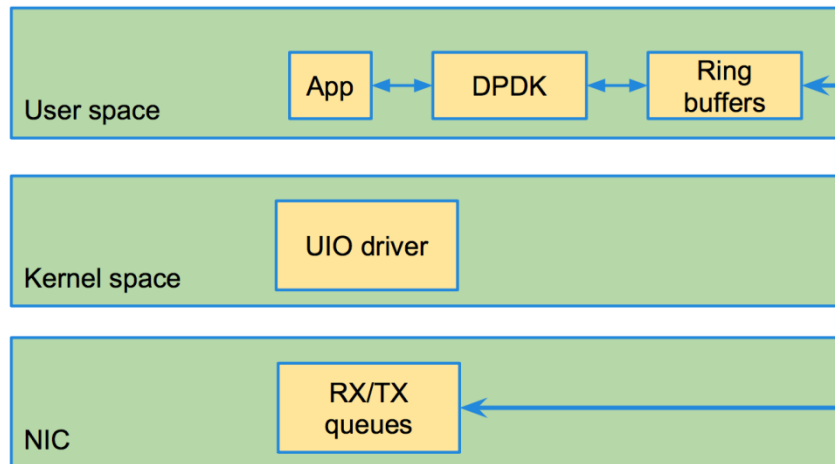 App
DPDK
Ring
buffers
User space
UIO driver
Kernel space
RX/TX
queues
NIC